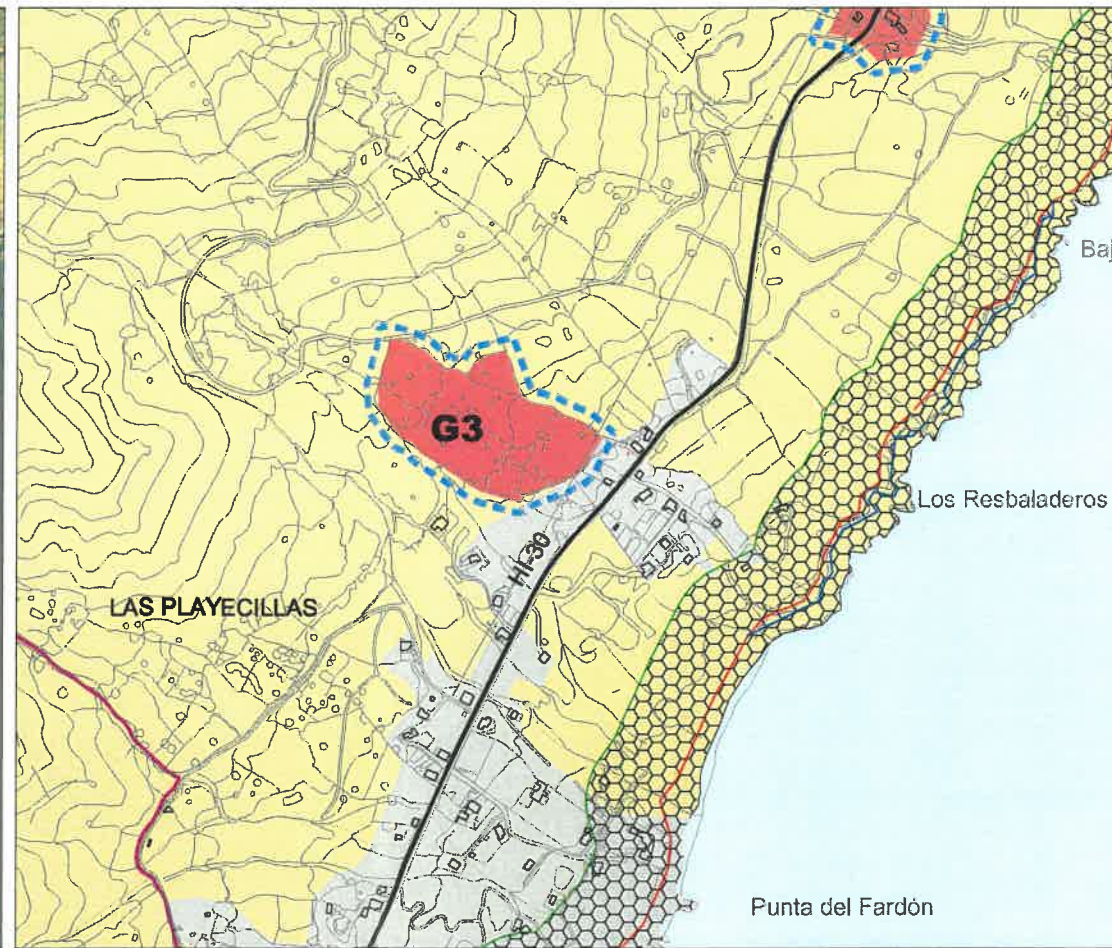 Baj
G3
Los Resbaladeros
HI-30
LAS PLAYECILLAS
Punta del Fardón